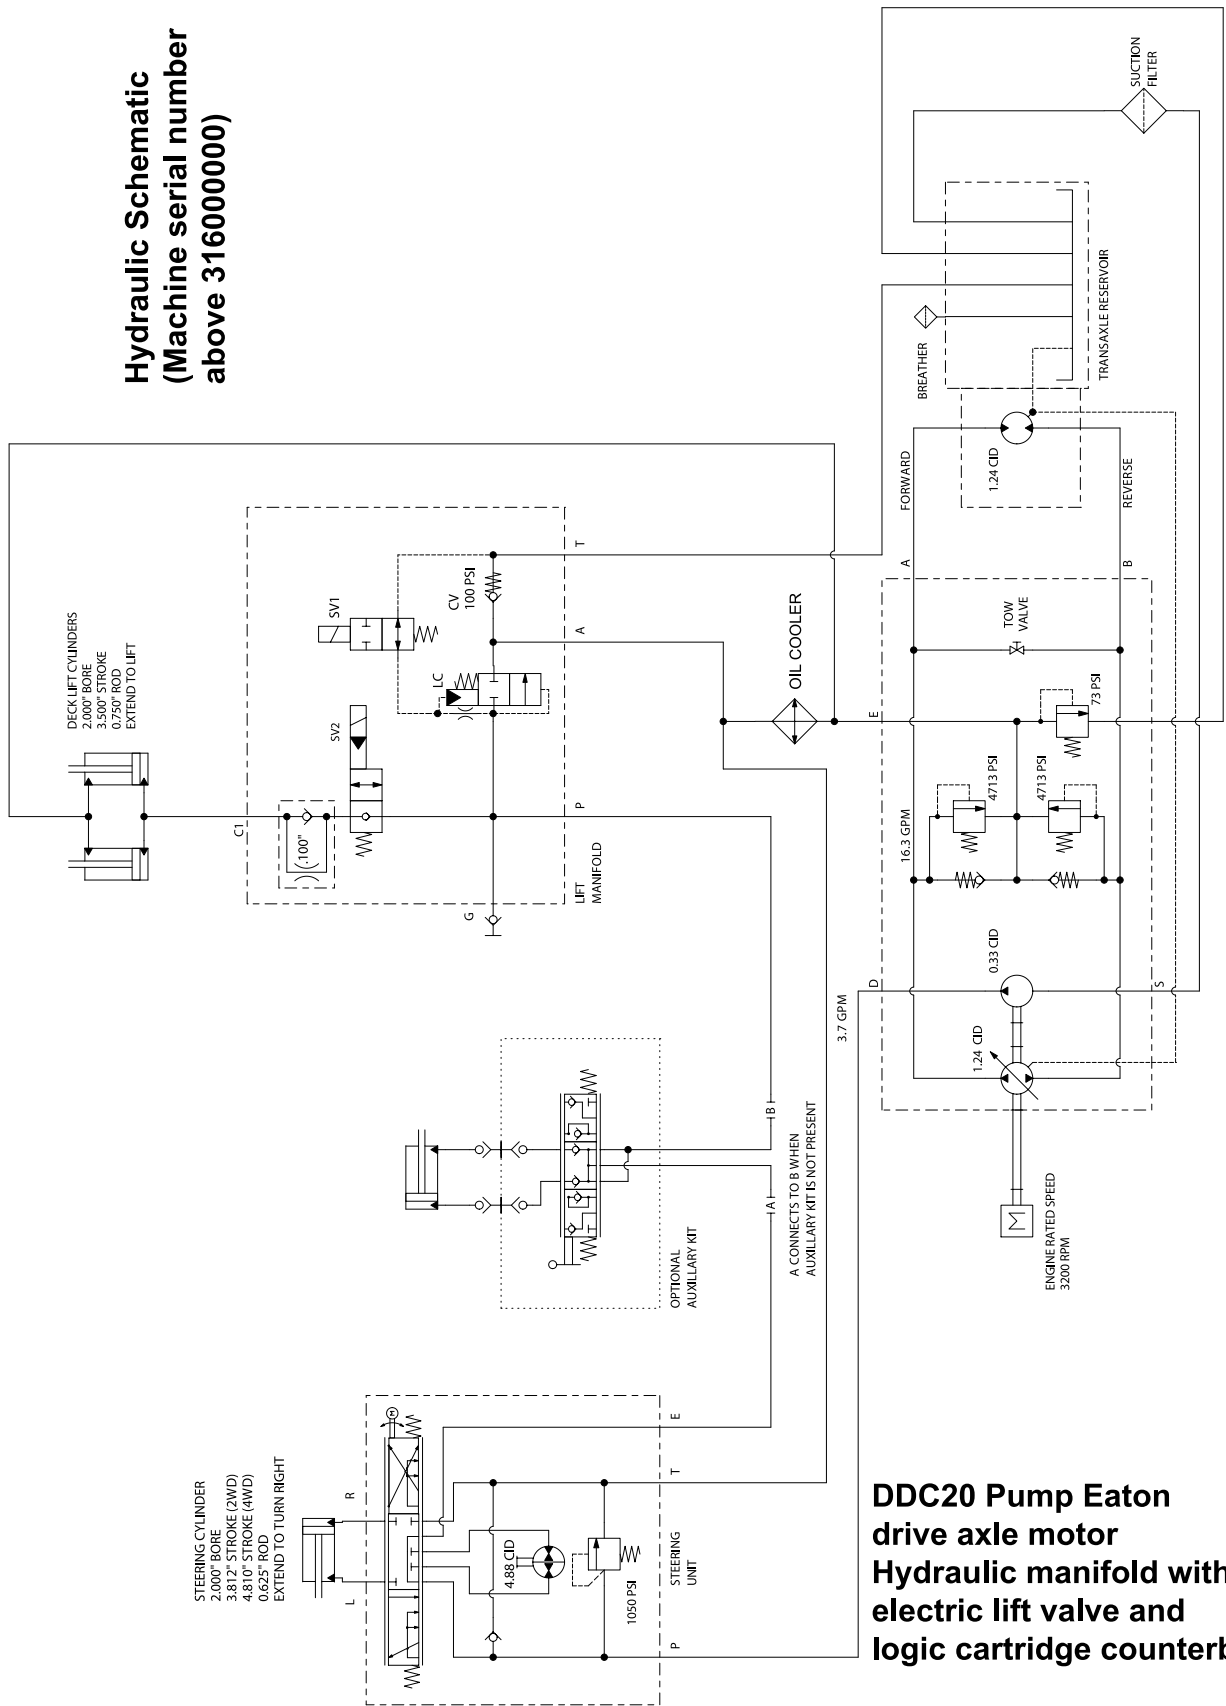 Hydraulic Schematic
(Machine serial number
above 316000000)
SUCTION
FILTER
BREATHER
TRANSAXLE RESERVOIR
1.24 CID
FORWARD
REVERSE
A
B
DECK LIFT CYLINDERS
2.000" BORE
3.500" STROKE
0.750" ROD
EXTEND TO LIFT
C1
.100"
SV2
SV1
LC
CV
100 PSI
T
A
P
G
LIFT
MANIFOLD
OIL COOLER
E
TOW
VALVE
73 PSI
4713 PSI
4713 PSI
16.3 GPM
0.33 CID
1.24 CID
D
S
3.7 GPM
M
ENGINE RATED SPEED
3200 RPM
OPTIONAL
AUXILLARY KIT
A
B
A CONNECTS TO B WHEN
AUXILLARY KIT IS NOT PRESENT
STEERING CYLINDER
2.000" BORE
3.812" STROKE (2WD)
4.810" STROKE (4WD)
0.625" ROD
EXTEND TO TURN RIGHT
L
R
M
4.88 CID
1050 PSI
STEERING
UNIT
P
T
E
DDC20 Pump Eaton
drive axle motor
Hydraulic manifold with
electric lift valve and
logic cartridge counterb